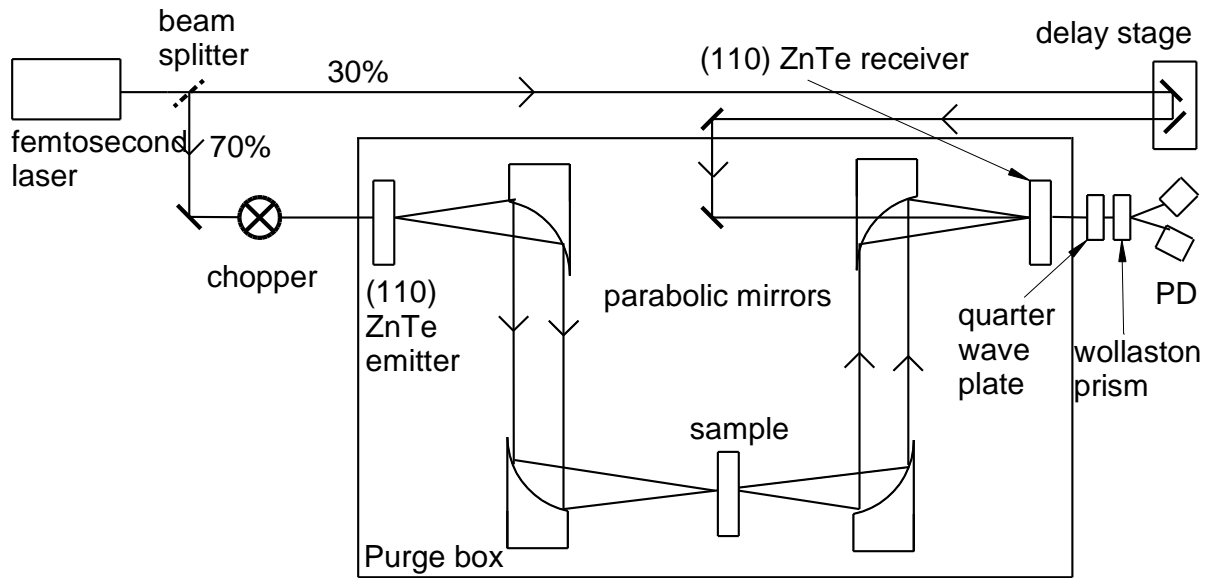 beam
splitter
30%
delay stage
(110) ZnTe receiver
femtosecond
laser
70%
chopper
(110)
ZnTe
emitter
parabolic mirrors
quarter
wave
plate
PD
wollaston
prism
sample
Purge box